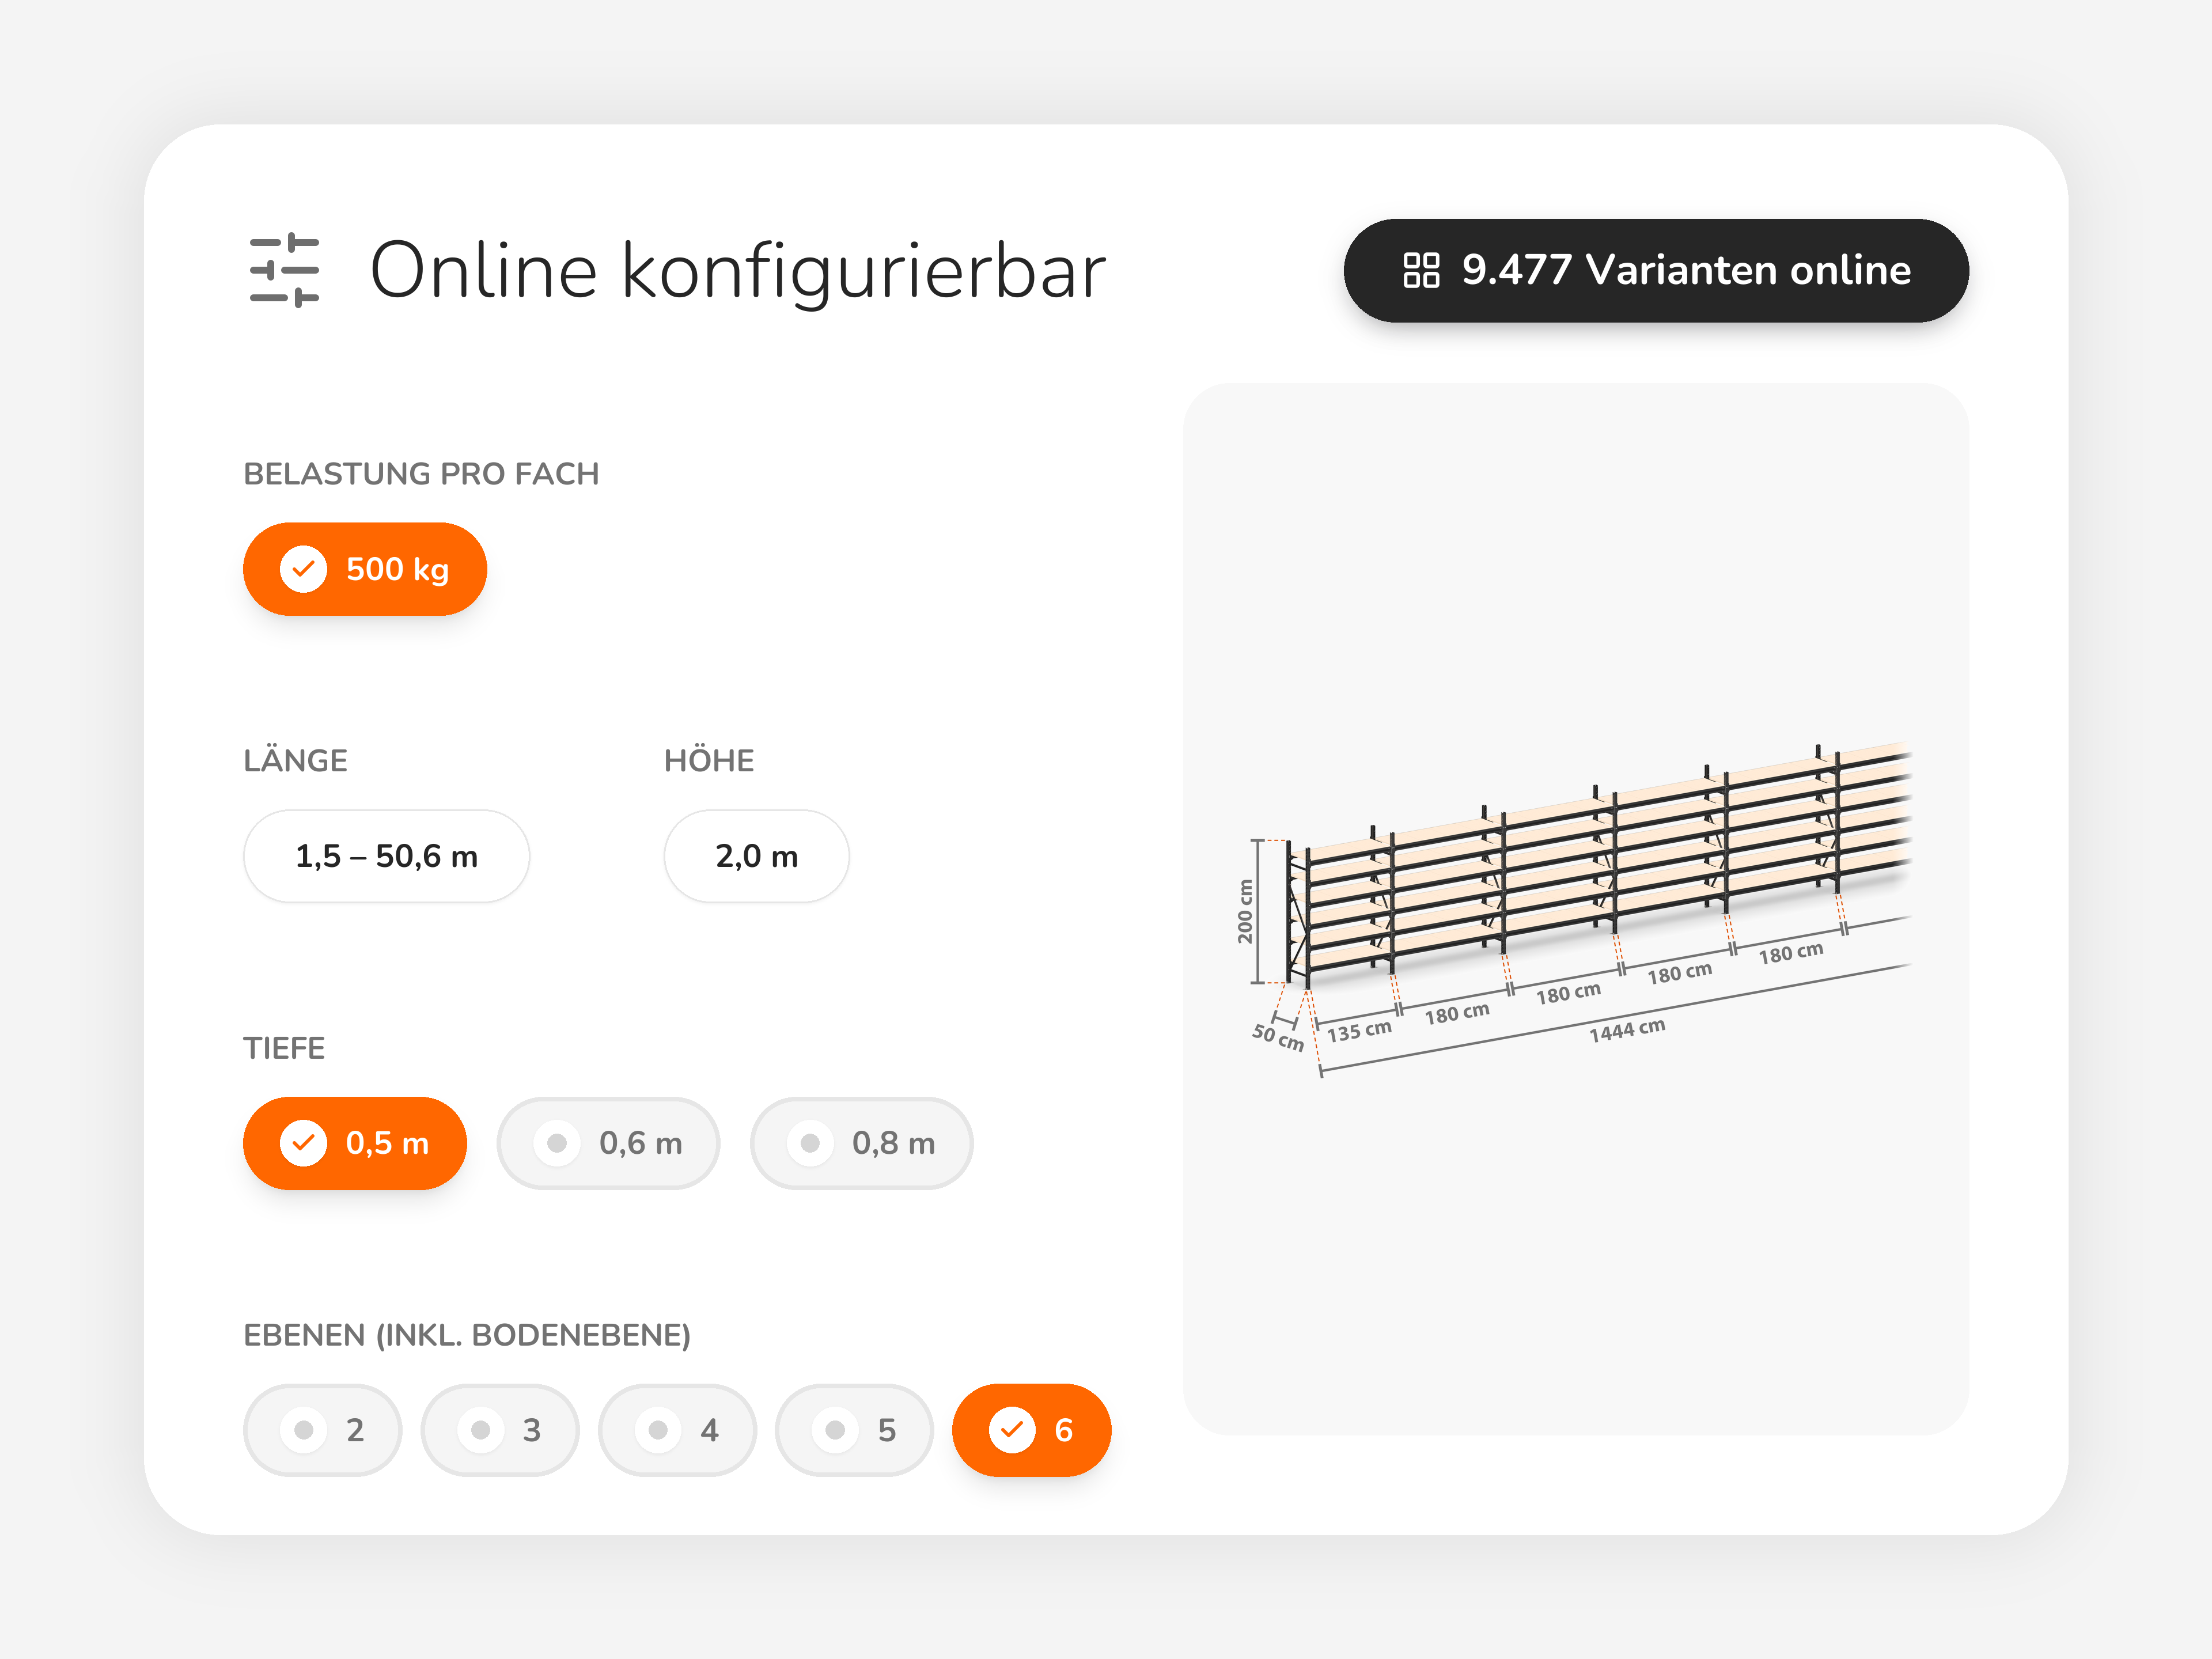 Online konfigurierbar
9.477 Varianten online
BELASTUNG PRO FACH
500 kg
LÄNGE
HÖHE
1,5 – 50,6 m
2,0 m
TIEFE
0,5 m
0,6 m
0,8 m
EBENEN (INKL. BODENEBENE)
2
3
4
5
6
200 cm
50 cm
135 cm
180 cm
180 cm
180 cm
180 cm
1444 cm